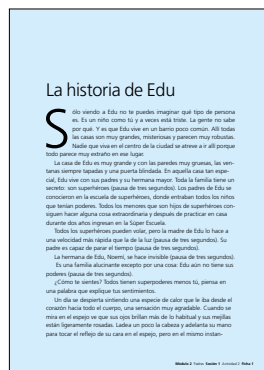 La historia de Edu
Sólo viendo a Edu no te puedes imaginar qué tipo de persona
es. Es un niño como tú y a veces está triste. La gente no sabe
por qué. Y es que Edu vive en un barrio poco común. Allí todas
las casas son muy grandes, misteriosas y parecen muy robustas.
Nadie que viva en el centro de la ciudad se atreve a ir allí porque
todo parece muy extraño en ese lugar.
La casa de Edu es muy grande y con las paredes muy gruesas, las ven-
tanas siempre tapadas y una puerta blindada. En aquella casa tan espe-
cial, Edu vive con sus padres y su hermana mayor. Toda la familia tiene un
secreto: son superhéroes (pausa de tres segundos). Los padres de Edu se
conocieron en la escuela de superhéroes, donde entraban todos los niños
que tenían poderes. Todos los menores que son hijos de superhéroes con-
siguen hacer alguna cosa extraordinaria y después de practicar en casa
durante dos años ingresan en la Súper Escuela.
Todos los superhéroes pueden volar, pero la madre de Edu lo hace a
una velocidad más rápida que la de la luz (pausa de tres segundos). Su
padre es capaz de parar el tiempo (pausa de tres segundos).
La hermana de Edu, Noemí, se hace invisible (pausa de tres segundos).
Es una familia alucinante excepto por una cosa: Edu aún no tiene sus
poderes (pausa de tres segundos).
¿Cómo te sientes? Todos tienen superpoderes menos tú, piensa en
una palabra que explique tus sentimientos.
Un día se despierta sintiendo una especie de calor que le iba desde el
corazón hacia todo el cuerpo, una sensación muy agradable. Cuando se
mira en el espejo ve que sus ojos brillan más de lo habitual y sus mejillas
están ligeramente rosadas. Ladea un poco la cabeza y adelanta su mano
para tocar el reflejo de su cara en el espejo, pero en el mismo instan-
Módulo 2. Padres Sesión 1 Actividad 2 Ficha 1